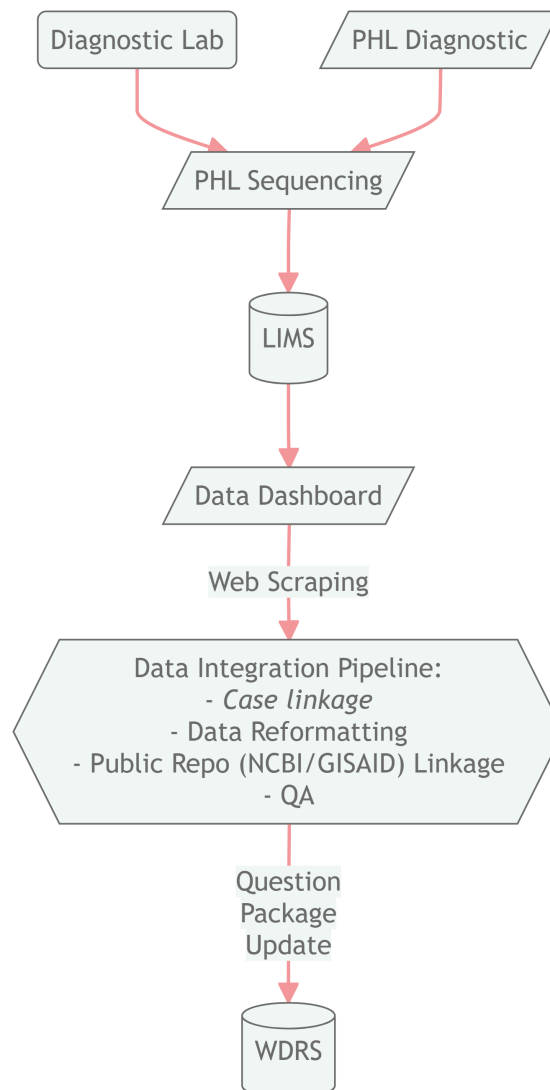 Diagnostic Lab
PHL Diagnostic
PHL Sequencing
LIMS
Data Dashboard
Web Scraping
Data Integration Pipeline:
- Case linkage
- Data Reformatting
- Public Repo (NCBI/GISAID) Linkage
- QA
Question
Package
Update
WDRS